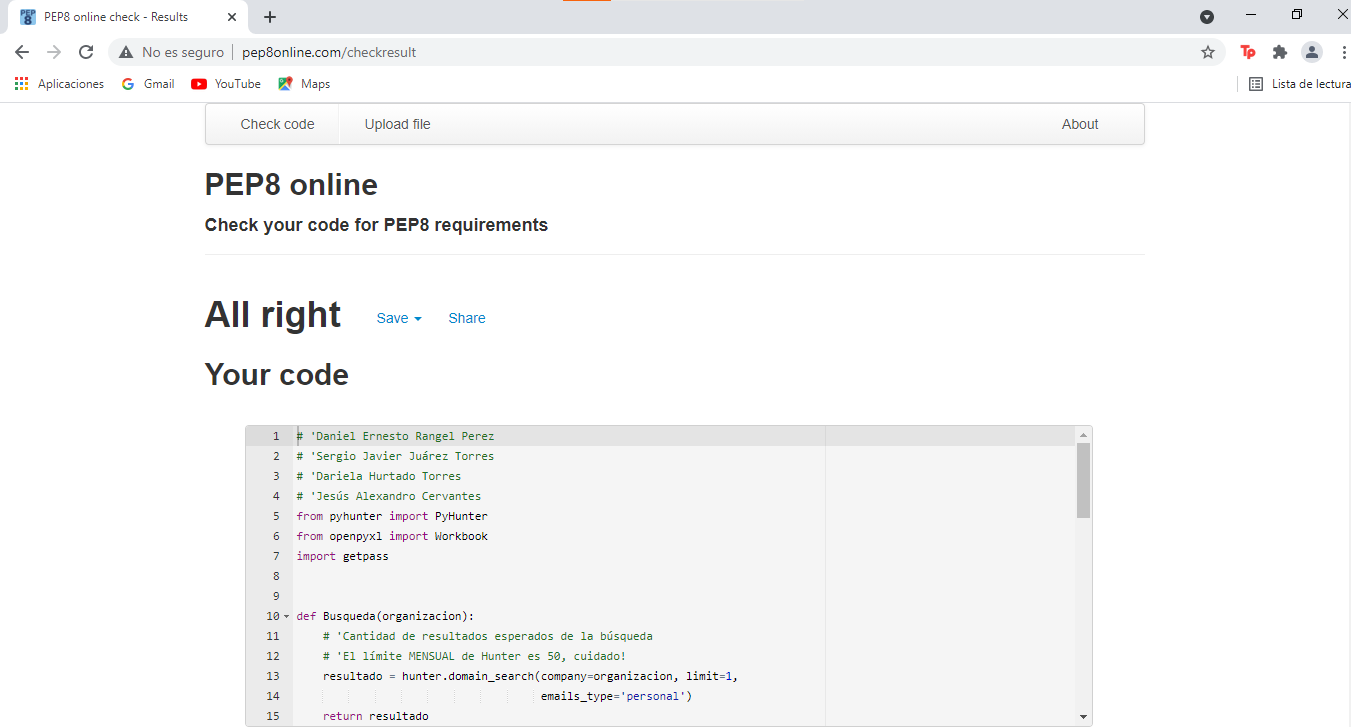 PEP8 online check - Results
No es seguro pep8online.com/checkresult
Aplicaciones Gmail YouTube Maps Lista de lectura
Check code Upload file About
PEP8 online
Check your code for PEP8 requirements
All right Save Share
Your code
1 # 'Daniel Ernesto Rangel Perez
2 # 'Sergio Javier Juárez Torres
3 # 'Dariela Hurtado Torres
4 # 'Jesús Alexandro Cervantes
5 from pyhunter import PyHunter
6 from openpyxl import Workbook
7 import getpass
8
9
10 def Busqueda(organizacion):
11     # 'Cantidad de resultados esperados de la búsqueda
12     # 'El límite MENSUAL de Hunter es 50, cuidado!
13     resultado = hunter.domain_search(company=organizacion, limit=1,
14                                      emails_type='personal')
15     return resultado